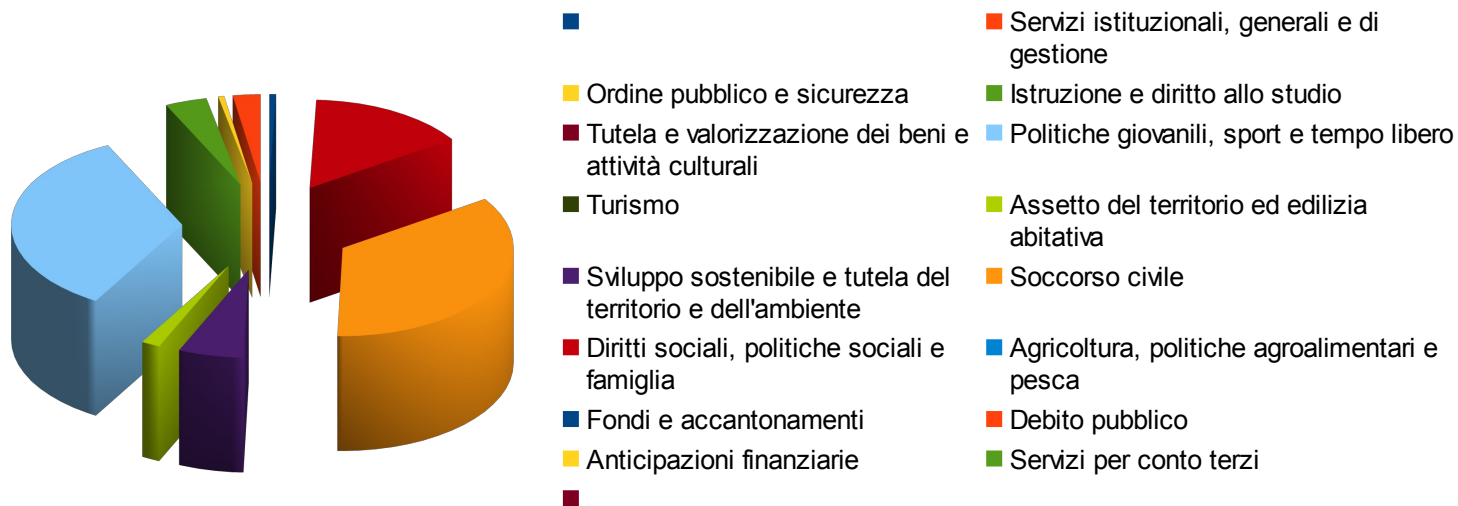 Servizi istituzionali, generali e di
gestione
Ordine pubblico e sicurezza
Istruzione e diritto allo studio
Tutela e valorizzazione dei beni e
attività culturali
Politiche giovanili, sport e tempo libero
Turismo
Assetto del territorio ed edilizia
abitativa
Sviluppo sostenibile e tutela del
territorio e dell'ambiente
Soccorso civile
Diritti sociali, politiche sociali e
famiglia
Agricoltura, politiche agroalimentari e
pesca
Fondi e accantonamenti
Debito pubblico
Anticipazioni finanziarie
Servizi per conto terzi